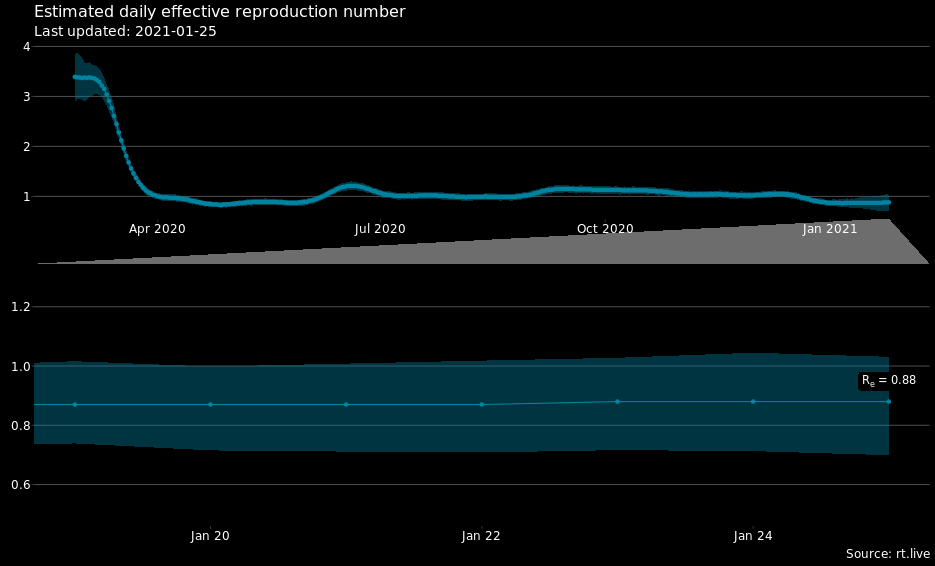 Estimated daily effective reproduction number
Last updated: 2021-01-25
4
3
2
1
Apr 2020 Jul 2020 Oct 2020 Jan 2021
1.2
1.0
Re = 0.88
0.8
0.6
Jan 20 Jan 22 Jan 24
Source: rt.live